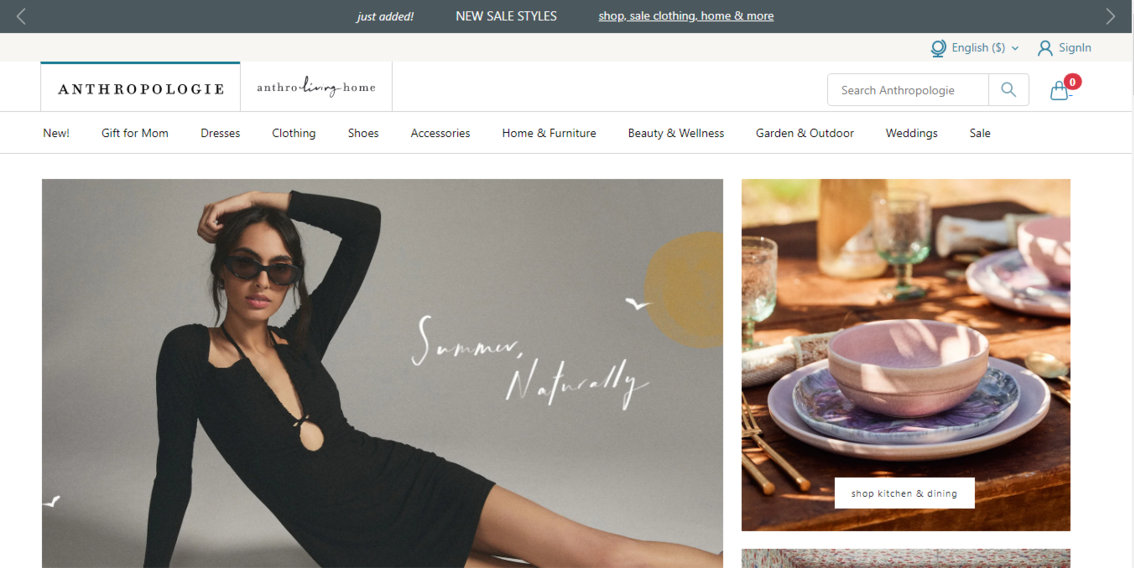 just added! NEW SALE STYLES shop, sale clothing, home & more
English ($) SignIn
ANTHROPOLOGIE anthroliving home Search Anthropologie 0
New! Gift for Mom Dresses Clothing Shoes Accessories Home & Furniture Beauty & Wellness Garden & Outdoor Weddings Sale
Summer,
Naturally
shop kitchen & dining